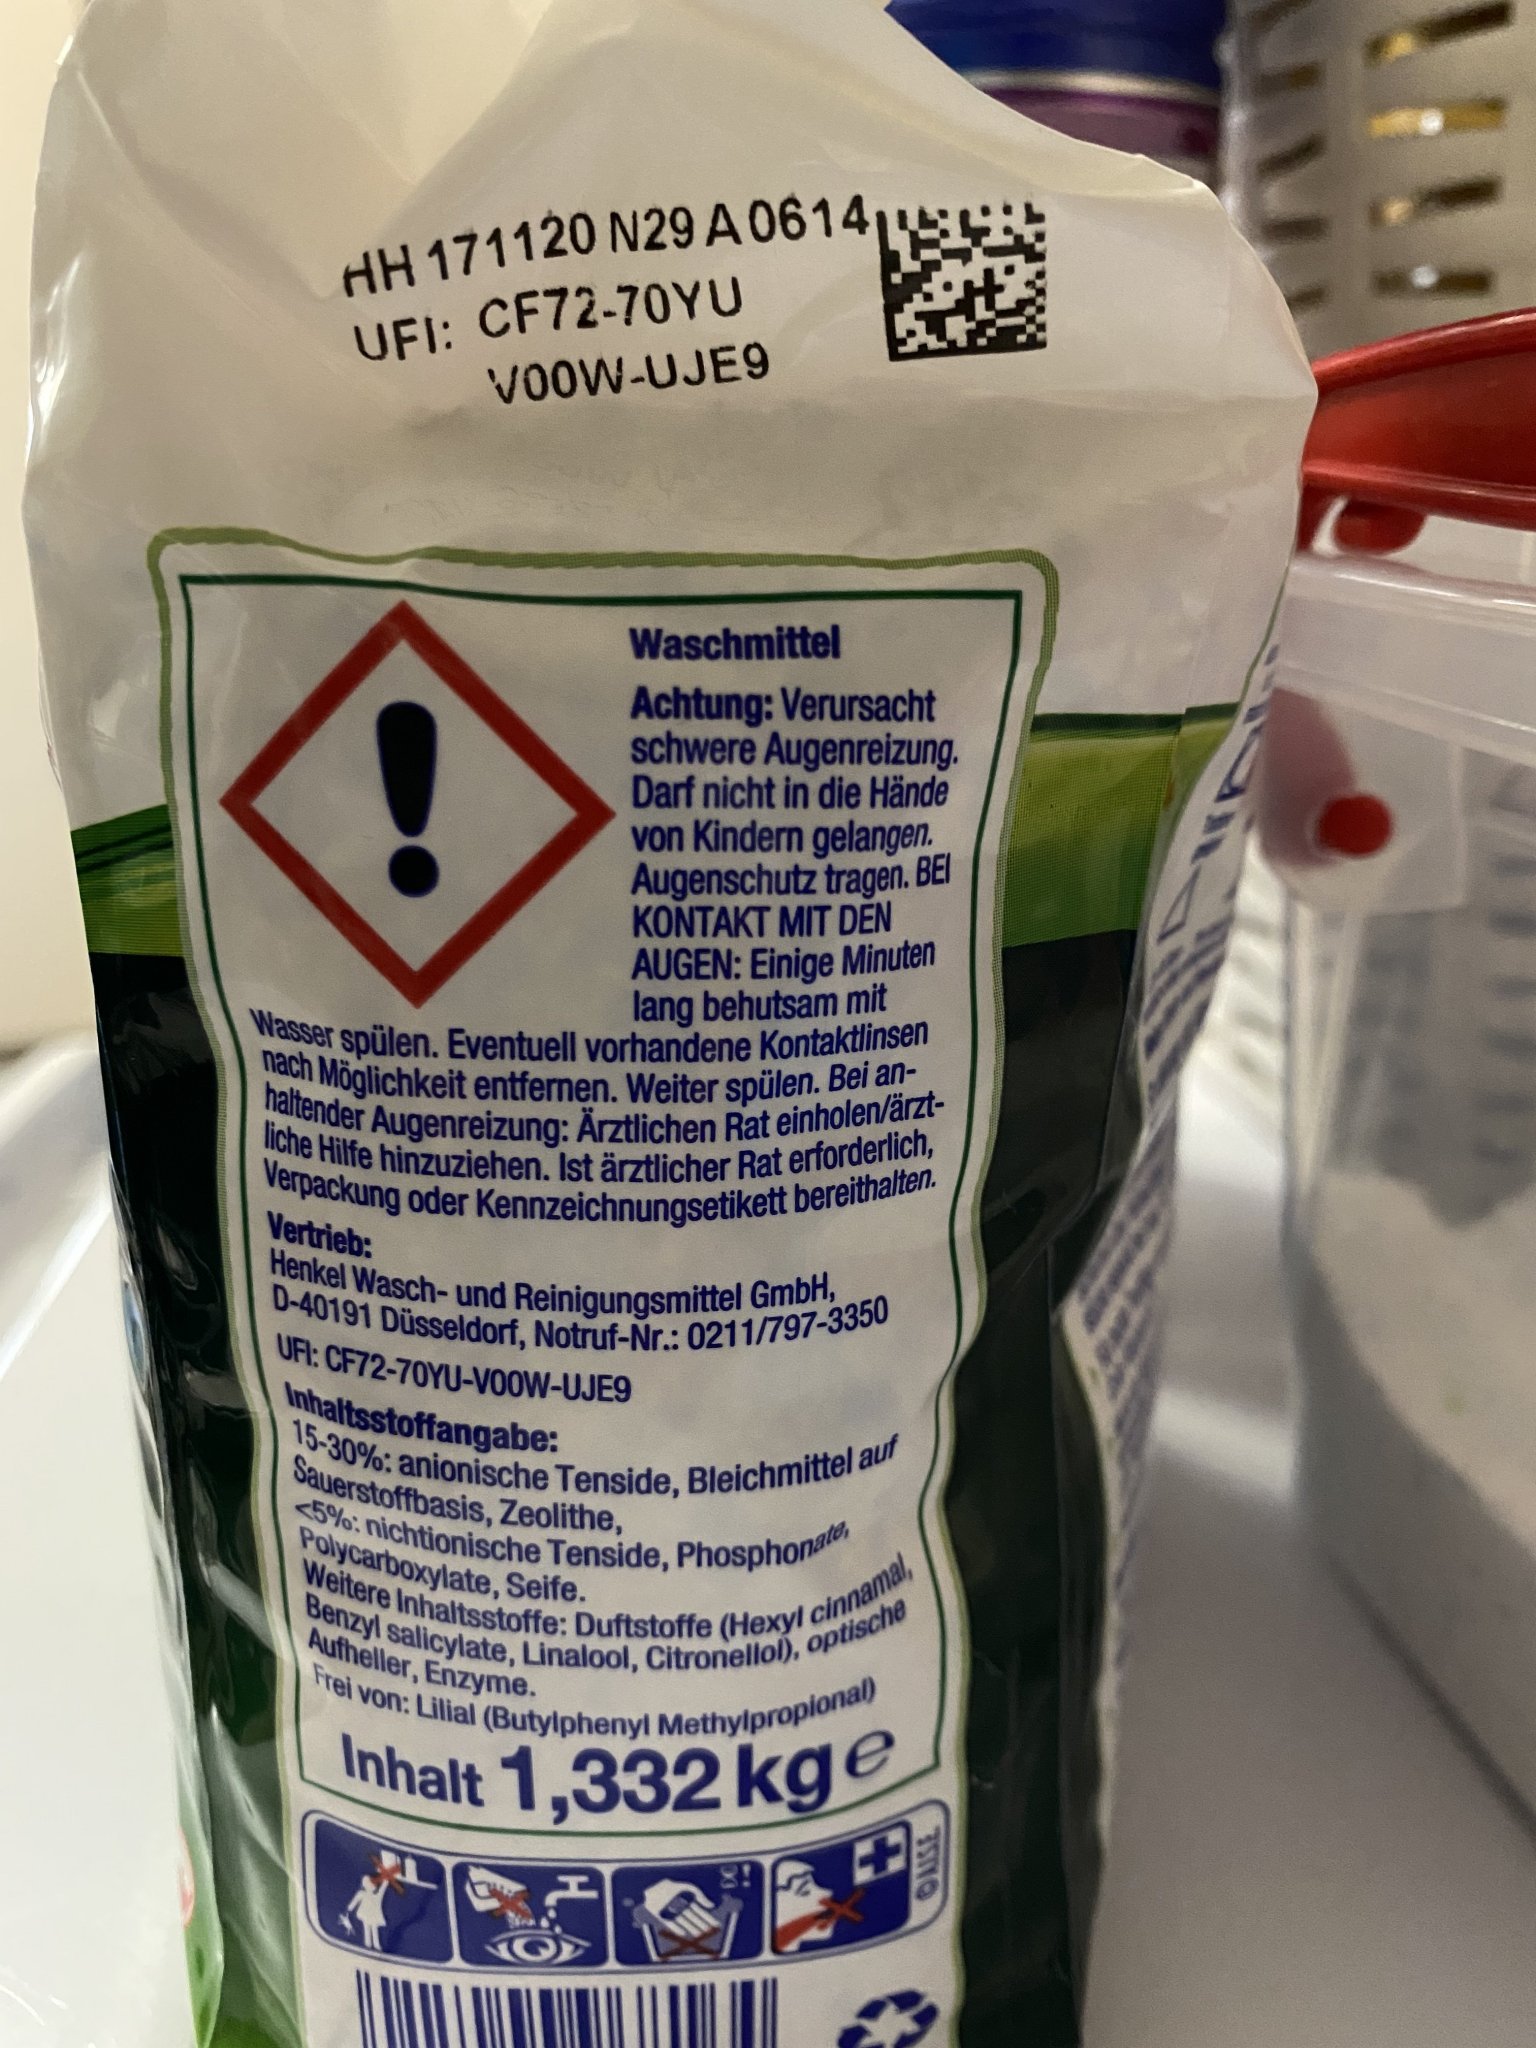 HH 171120 N29 A 0614
UFI: CF72-70YU
V00W-UJE9
Waschmittel
Achtung: Verursacht
schwere Augenreizung.
Darf nicht in die Hände
von Kindern gelangen.
Augenschutz tragen. BEI
KONTAKT MIT DEN
AUGEN: Einige Minuten
lang behutsam mit
Wasser spülen. Eventuell vorhandene Kontaktlinsen
nach Möglichkeit entfernen. Weiter spülen. Bei an-
haltender Augenreizung: Ärztlichen Rat einholen/ärzt-
liche Hilfe hinzuziehen. Ist ärztlicher Rat erforderlich,
Verpackung oder Kennzeichnungsetikett bereithalten.
Vertrieb:
Henkel Wasch- und Reinigungsmittel GmbH,
D-40191 Düsseldorf, Notruf-Nr.: 0211/797-3350
UFI: CF72-70YU-V00W-UJE9
Inhaltsstoffangabe:
15-30%: anionische Tenside, Bleichmittel auf
Sauerstoffbasis, Zeolithe,
<5%: nichtionische Tenside, Phosphonate,
Polycarboxylate, Seife.
Weitere Inhaltsstoffe: Duftstoffe (Hexyl cinnamal,
Benzyl salicylate, Linalool, Citronellol), optische
Aufheller, Enzyme.
Frei von: Lilial (Butylphenyl Methylpropional)
Inhalt 1,332 kg e
© AISE